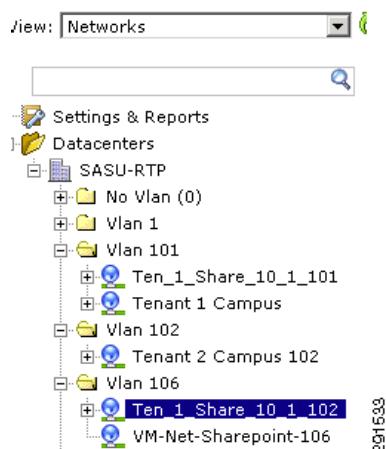 /iew: Networks
Settings & Reports
Datacenters
SASU-RTP
No Vlan (0)
Vlan 1
Vlan 101
Ten_1_Share_10_1_101
Tenant 1 Campus
Vlan 102
Tenant 2 Campus 102
Vlan 106
Ten_1_Share_10_1_102
VM-Net-Sharepoint-106
291533